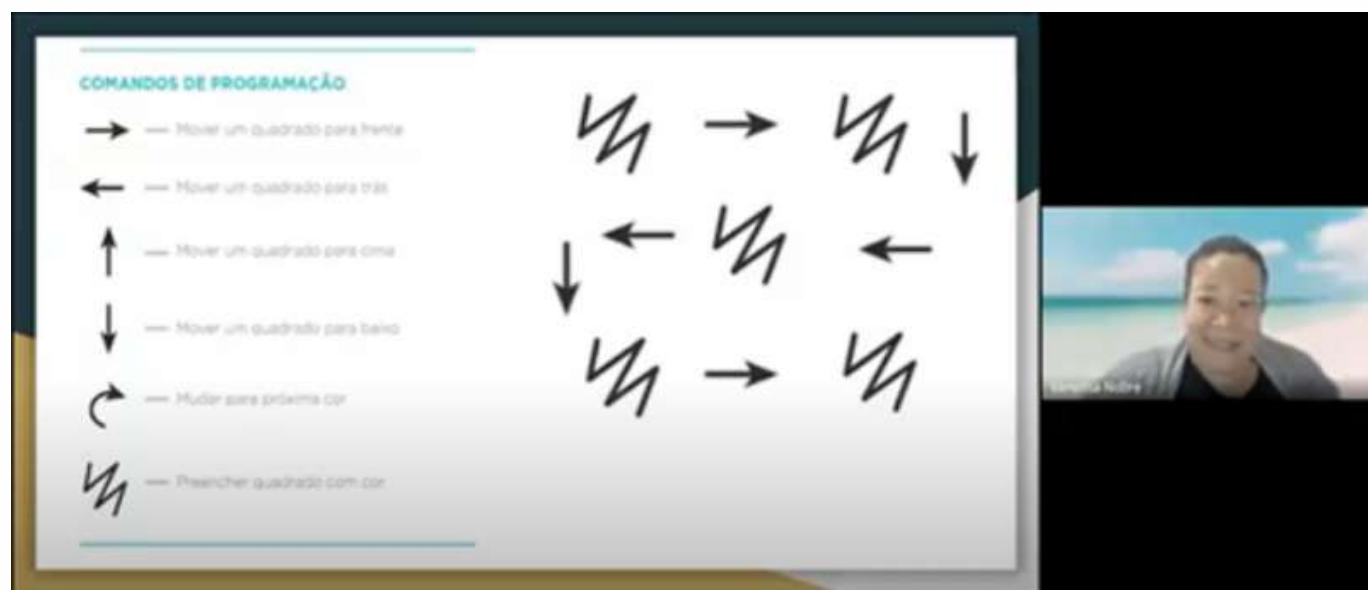 COMANDOS DE PROGRAMAÇÃO
— Mover um quadrado para frente
— Mover um quadrado para trás
— Mover um quadrado para cima
— Mover um quadrado para baixo
— Mudar para próxima cor
— Preencher quadrado com cor
Nobre